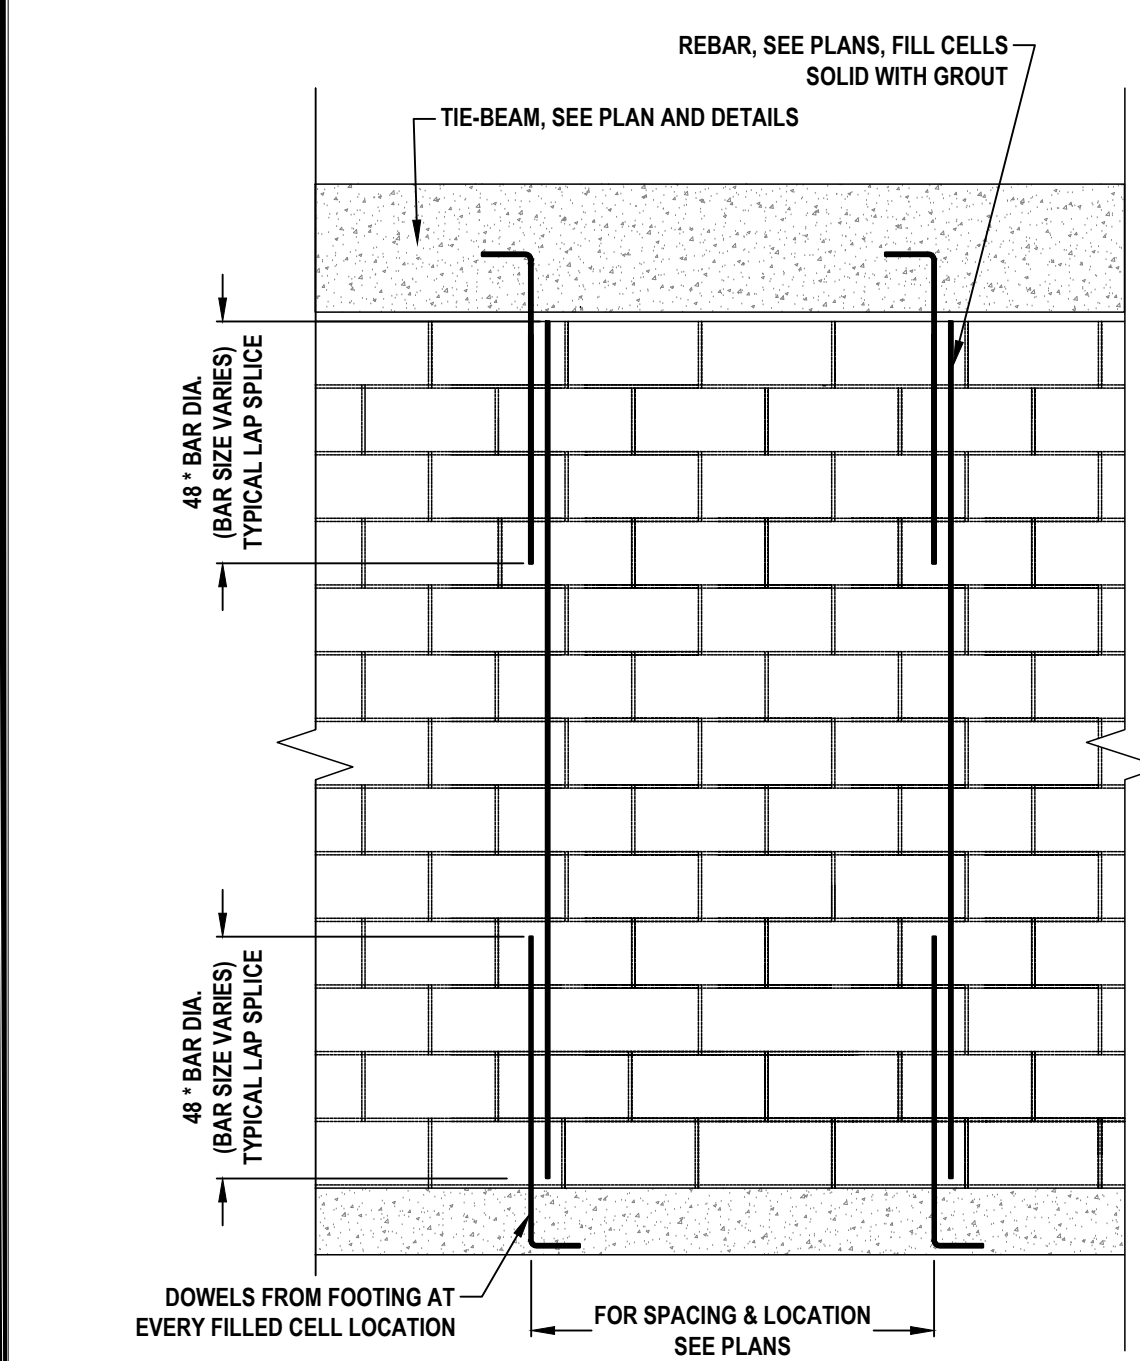 REBAR, SEE PLANS, FILL CELLS
SOLID WITH GROUT
TIE-BEAM, SEE PLAN AND DETAILS
48 * BAR DIA.
(BAR SIZE VARIES)
TYPICAL LAP SPLICE
48 * BAR DIA.
(BAR SIZE VARIES)
TYPICAL LAP SPLICE
DOWELS FROM FOOTING AT
EVERY FILLED CELL LOCATION
FOR SPACING & LOCATION
SEE PLANS